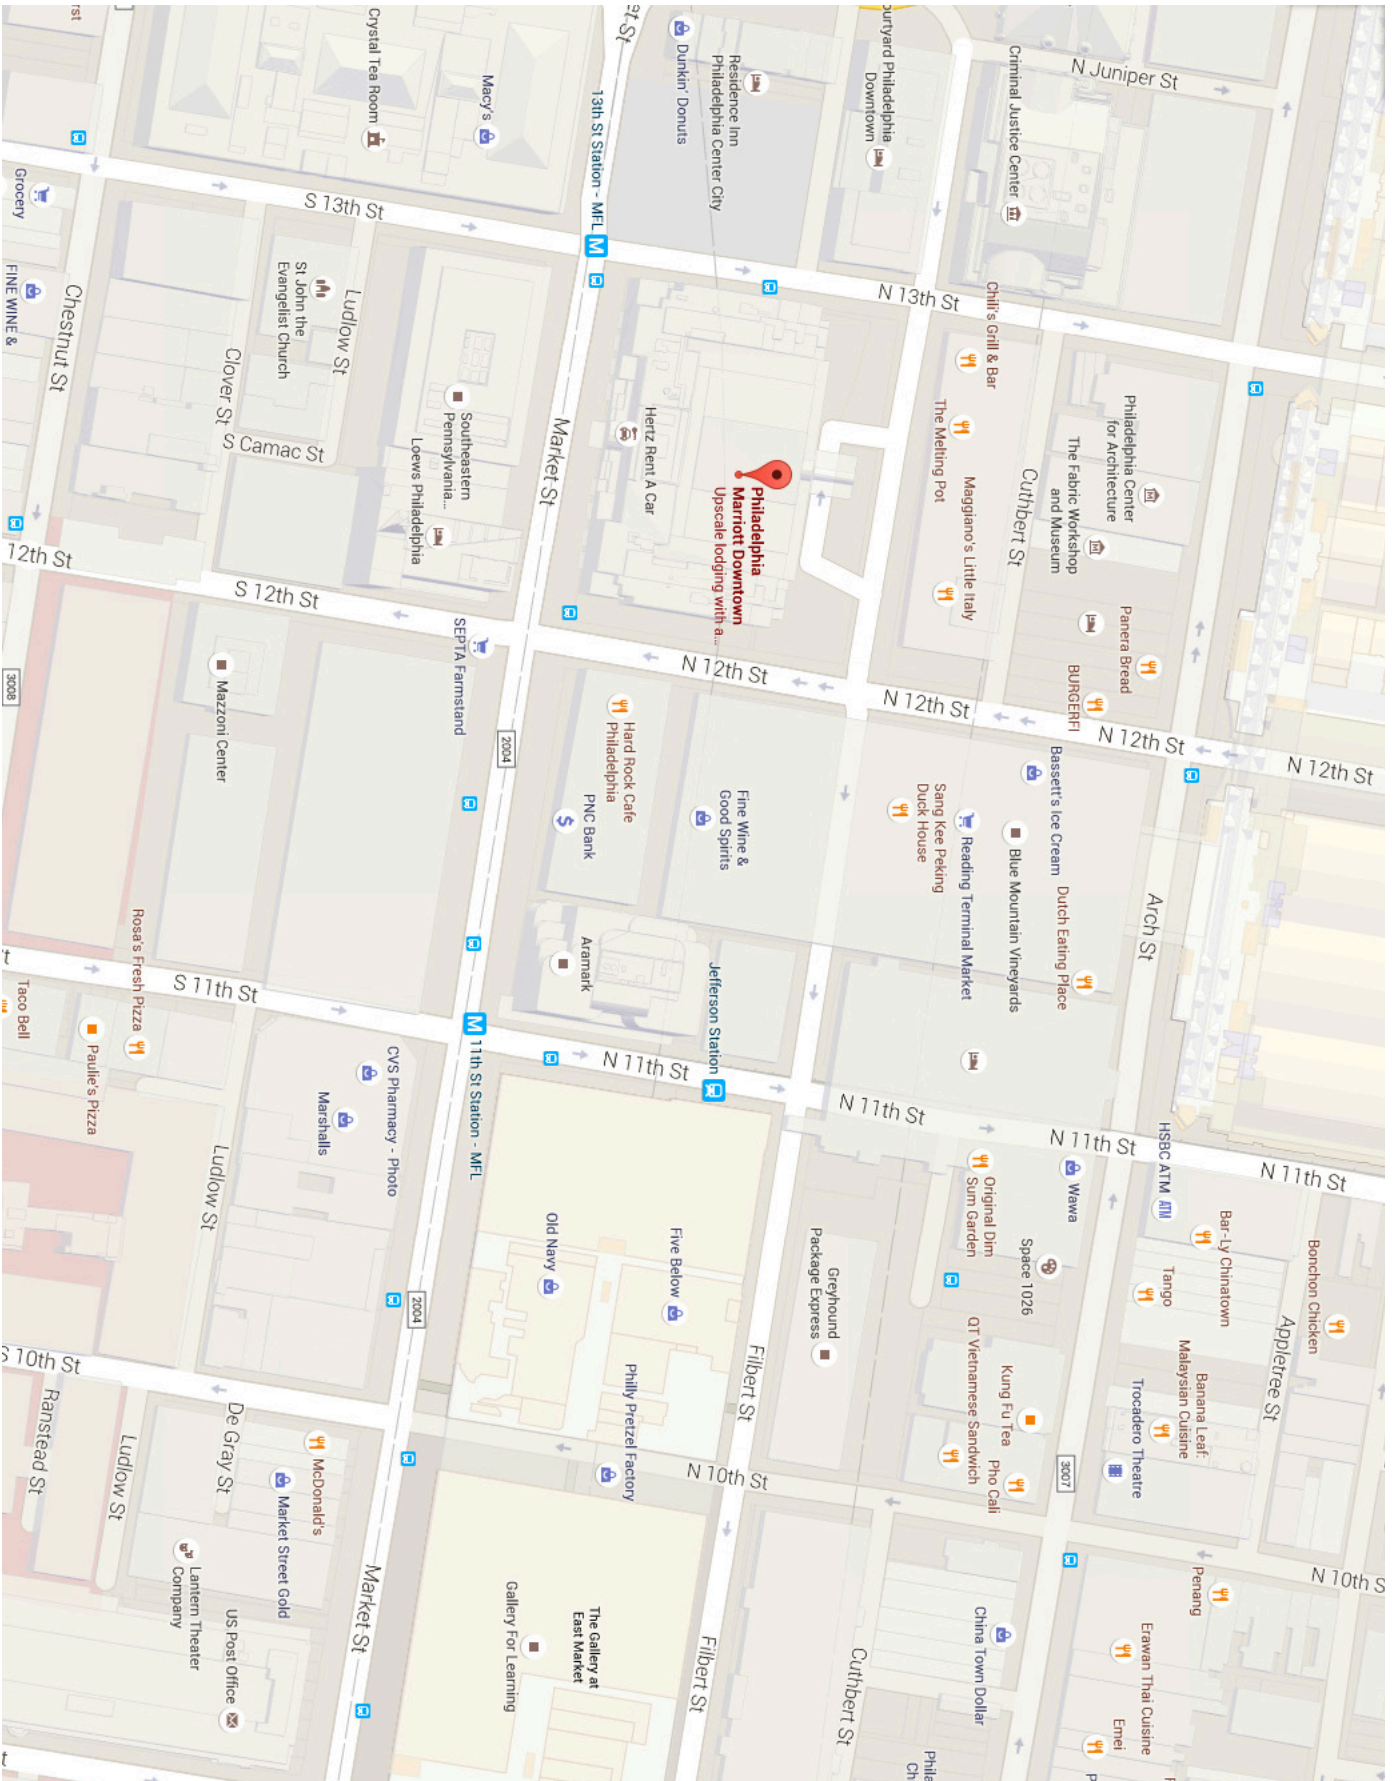 N 12th St
N 10th S
Bonchon Chicken
N 11th St
Appletree St
Bar-Ly Chinatown
Penang
Banana Leaf:
Malaysian Cuisine
Tango
HSBC ATM
ATM
Arch St
N 12th St
Erawan Thai Cuisine
Trocadero Theatre
N Juniper St
Philadelphia Center
for Architecture
Panera Bread
Emei
N 11th St
The Fabric Workshop
and Museum
BURGERFI
Wawa
3007
Bassett's Ice Cream
Dutch Eating Place
Space 1026
Cuthbert St
Criminal Justice Center
Blue Mountain Vineyards
Kung Fu Tea
Pho Cali
Chili's Grill & Bar
Original Dim
Sum Garden
QT Vietnamese Sandwich
China Town Dollar
Maggiano's Little Italy
Reading Terminal Market
The Melting Pot
Sang Kee Peking
Duck House
N 13th St
N 12th St
Phila
Ch
N 11th St
Cuthbert St
ourtyard Philadelphia
Downtown
Greyhound
Package Express
Philadelphia
Marriott Downtown
Upscale lodging with a...
Filbert St
Fine Wine &
Good Spirits
Residence Inn
Philadelphia Center City
Jefferson Station
N 12th St
N 10th St
Filbert St
Dunkin' Donuts
Five Below
Hertz Rent A Car
N 11th St
Philly Pretzel Factory
Hard Rock Cafe
Philadelphia
et St
13th St Station - MFL
M
PNC Bank
$
Aramark
The Gallery at
East Market
Old Navy
Market St
Gallery For Learning
2004
Macy's
M
11th St Station - MFL
Southeastern
Pennsylvania...
SEPTA Farmstand
Loews Philadelphia
2004
CVS Pharmacy - Photo
Crystal Tea Room
Market St
Ludlow St
S 13th St
Marshalls
McDonald's
St John the
Evangelist Church
S Camac St
S 12th St
Market Street Gold
Clover St
Mazzoni Center
S 11th St
De Gray St
US Post Office
Ludlow St
Lantern Theater
Company
Rosa's Fresh Pizza
Ludlow St
Chestnut St
Paulie's Pizza
12th St
S 10th St
Ranstead St
rst
Grocery
FINE WINE &
3008
Taco Bell